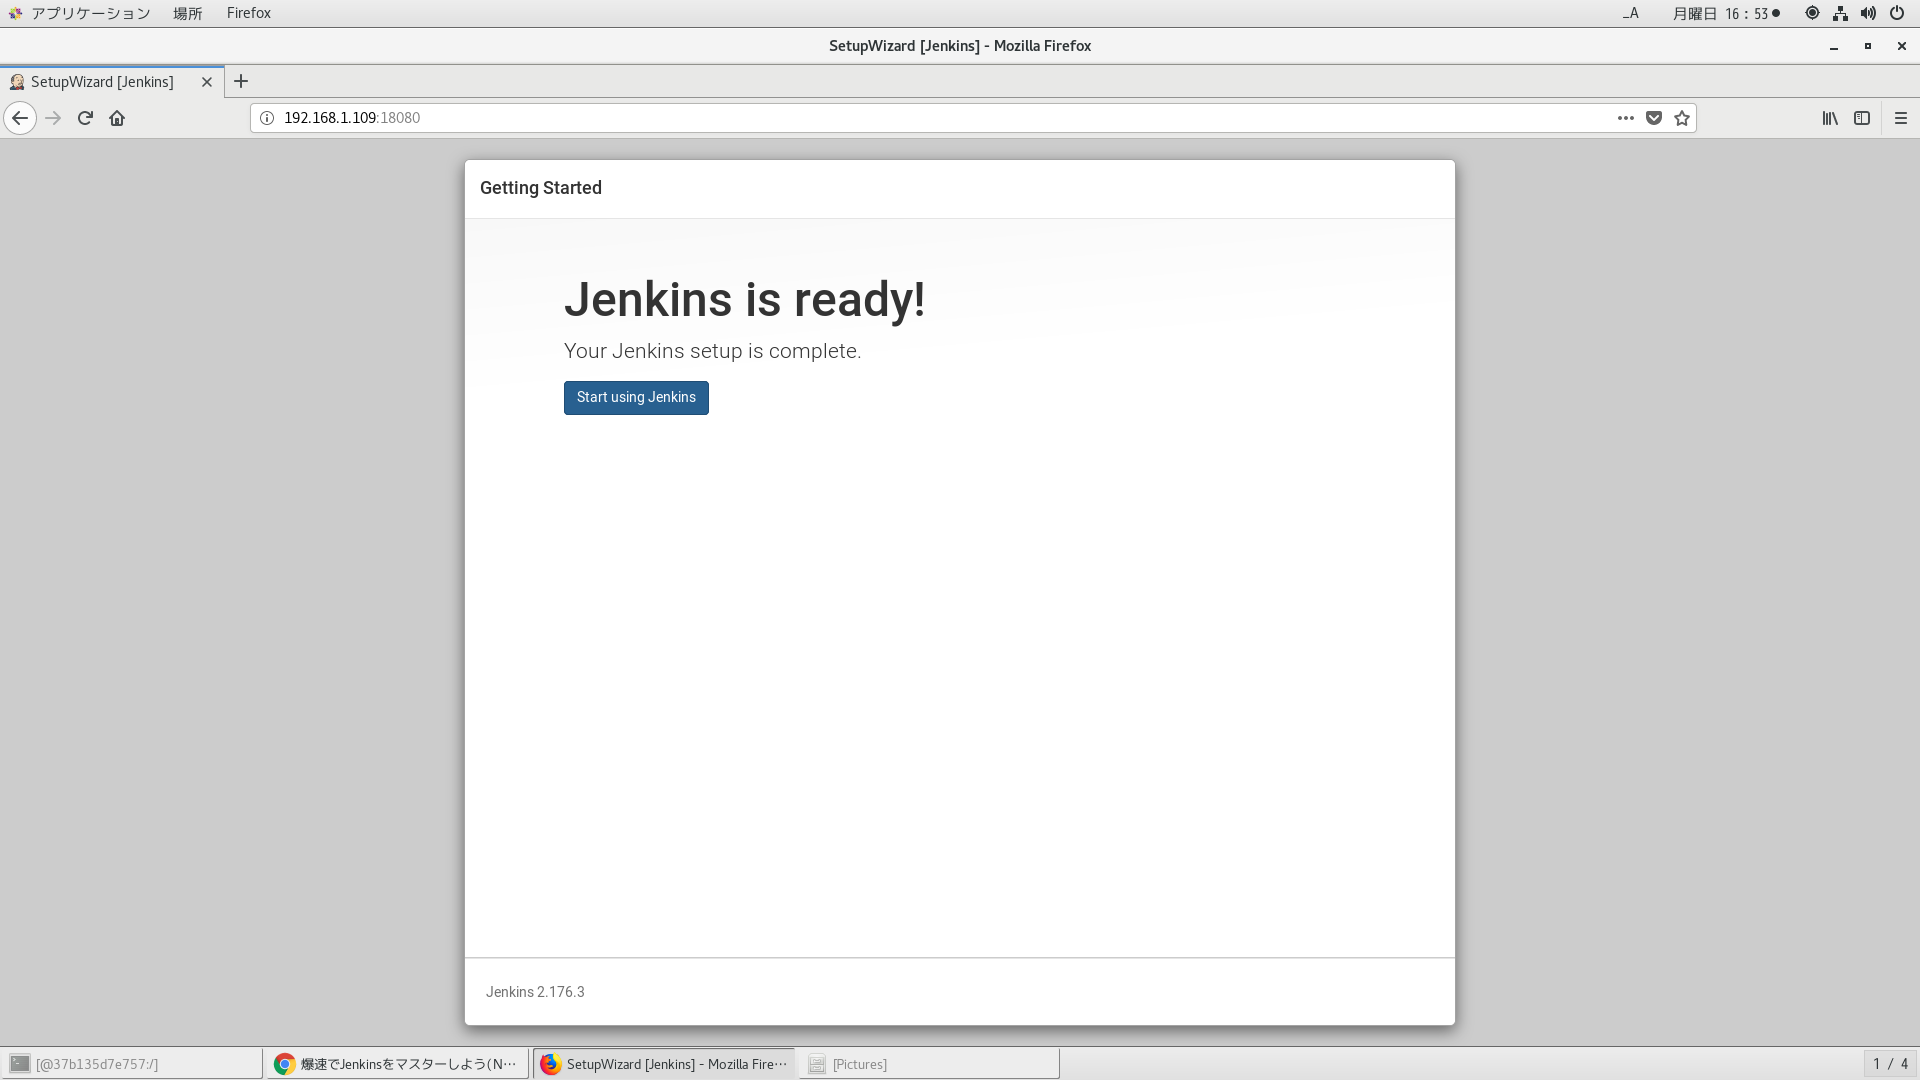 アプリケーション 場所 Firefox _A 月曜日 16：53
SetupWizard [Jenkins] - Mozilla Firefox
SetupWizard [Jenkins]
192.168.1.109:18080
Getting Started
Jenkins is ready!
Your Jenkins setup is complete.
Start using Jenkins
Jenkins 2.176.3
[@37b135d7e757:/] 爆速でJenkinsをマスターしよう（N… SetupWizard [Jenkins] - Mozilla Fire… [Pictures] 1 / 4